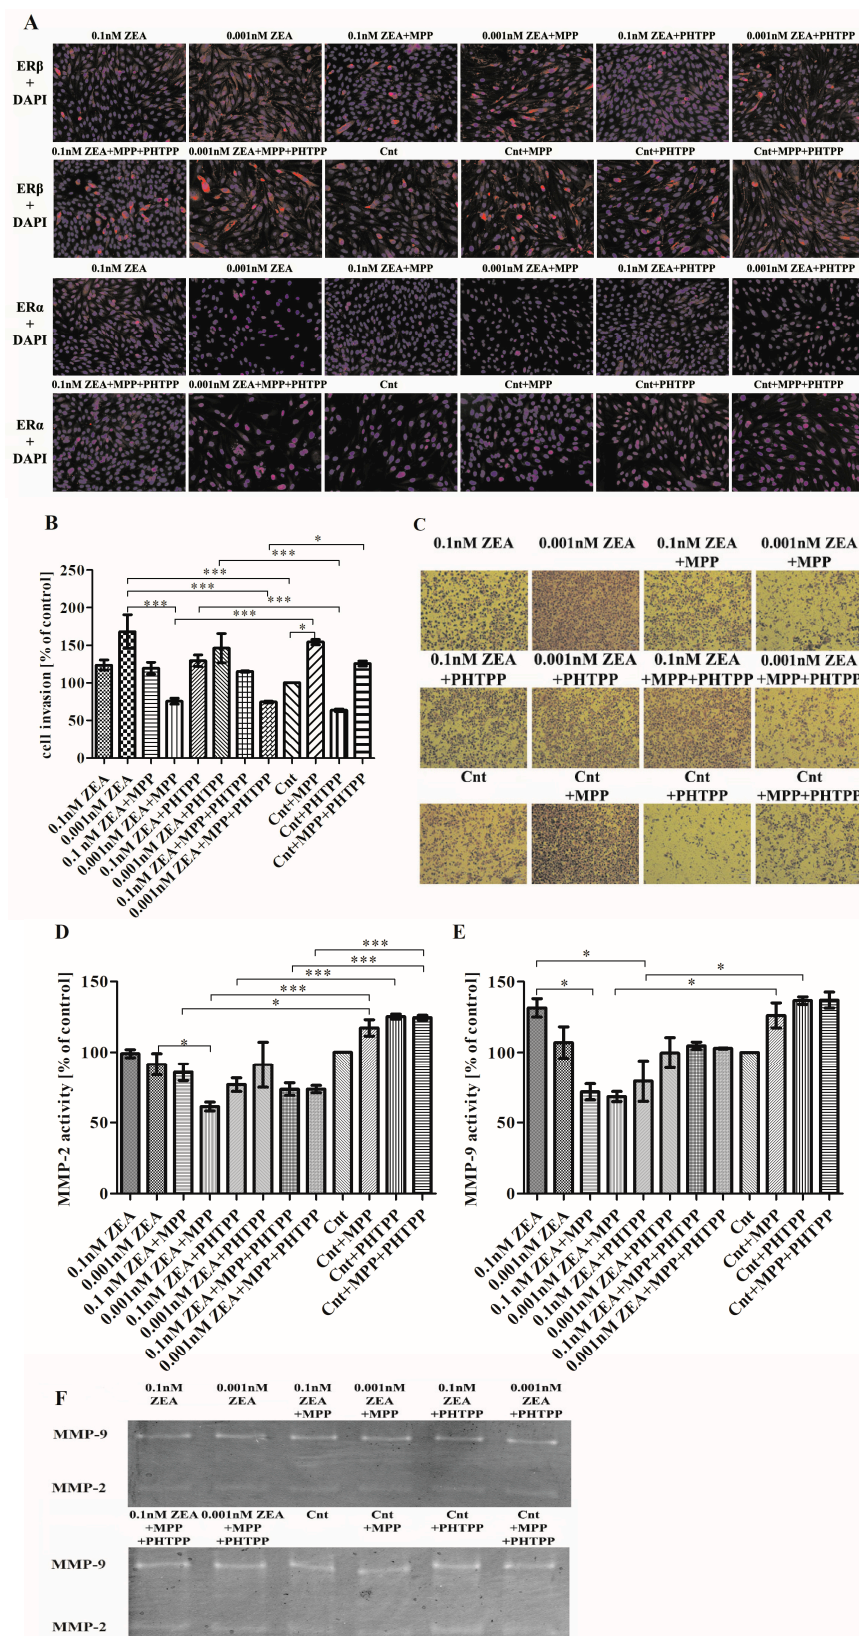 A
0.1nM ZEA 0.001nM ZEA 0.1nM ZEA+MPP 0.001nM ZEA+MPP 0.1nM ZEA+PHTPP 0.001nM ZEA+PHTPP
ERβ
+
DAPI
0.1nM ZEA+MPP+PHTPP 0.001nM ZEA+MPP+PHTPP Cnt Cnt+MPP Cnt+PHTPP Cnt+MPP+PHTPP
ERβ
+
DAPI
0.1nM ZEA 0.001nM ZEA 0.1nM ZEA+MPP 0.001nM ZEA+MPP 0.1nM ZEA+PHTPP 0.001nM ZEA+PHTPP
ERα
+
DAPI
0.1nM ZEA+MPP+PHTPP 0.001nM ZEA+MPP+PHTPP Cnt Cnt+MPP Cnt+PHTPP Cnt+MPP+PHTPP
ERα
+
DAPI
B
cell invasion [% of control]
250
200
150
100
50
0
*
***
***
***
*** ***
***
*
0.1nM ZEA
0.001nM ZEA
0.1 nM ZEA+MPP
0.001nM ZEA+MPP
0.1nM ZEA+PHTPP
0.001nM ZEA+PHTPP
0.1nM ZEA+MPP+PHTPP
0.001nM ZEA+MPP+PHTPP
Cnt
Cnt+MPP
Cnt+PHTPP
Cnt+MPP+PHTPP
C
0.1nM ZEA 0.001nM ZEA 0.1nM ZEA 0.001nM ZEA
+MPP +MPP
0.1nM ZEA 0.001nM ZEA 0.1nM ZEA 0.001nM ZEA
+PHTPP +PHTPP +MPP+PHTPP +MPP+PHTPP
Cnt Cnt Cnt Cnt
+MPP +PHTPP +MPP+PHTPP
D
MMP-2 activity [% of control]
150
100
50
0
***
***
***
***
*
*
0.1nM ZEA
0.001nM ZEA
0.1 nM ZEA+MPP
0.001nM ZEA+MPP
0.1nM ZEA+PHTPP
0.001nM ZEA+PHTPP
0.1nM ZEA+MPP+PHTPP
0.001nM ZEA+MPP+PHTPP
Cnt
Cnt+MPP
Cnt+PHTPP
Cnt+MPP+PHTPP
E
MMP-9 activity [% of control]
150
100
50
0
*
*
*
*
0.1nM ZEA
0.001nM ZEA
0.1 nM ZEA+MPP
0.001nM ZEA+MPP
0.1nM ZEA+PHTPP
0.001nM ZEA+PHTPP
0.1nM ZEA+MPP+PHTPP
0.001nM ZEA+MPP+PHTPP
Cnt
Cnt+MPP
Cnt+PHTPP
Cnt+MPP+PHTPP
F
0.1nM 0.001nM 0.1nM 0.001nM 0.1nM 0.001nM
ZEA ZEA ZEA ZEA ZEA ZEA
+MPP +MPP +PHTPP +PHTPP
MMP-9
MMP-2
0.1nM ZEA 0.001nM ZEA Cnt Cnt Cnt Cnt
+MPP +MPP +MPP +PHTPP +MPP
+PHTPP +PHTPP +PHTPP
MMP-9
MMP-2